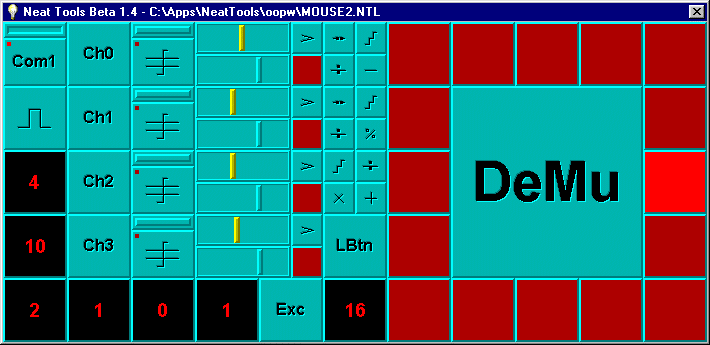 Neat Tools Beta 1.4 - C:\Apps\NeatTools\oopw\MOUSE2.NTL
Com1 Ch0 > −
Ch1 > %
4 Ch2 > × +
10 Ch3 > LBtn
DeMu
2 1 0 1 Exc 16